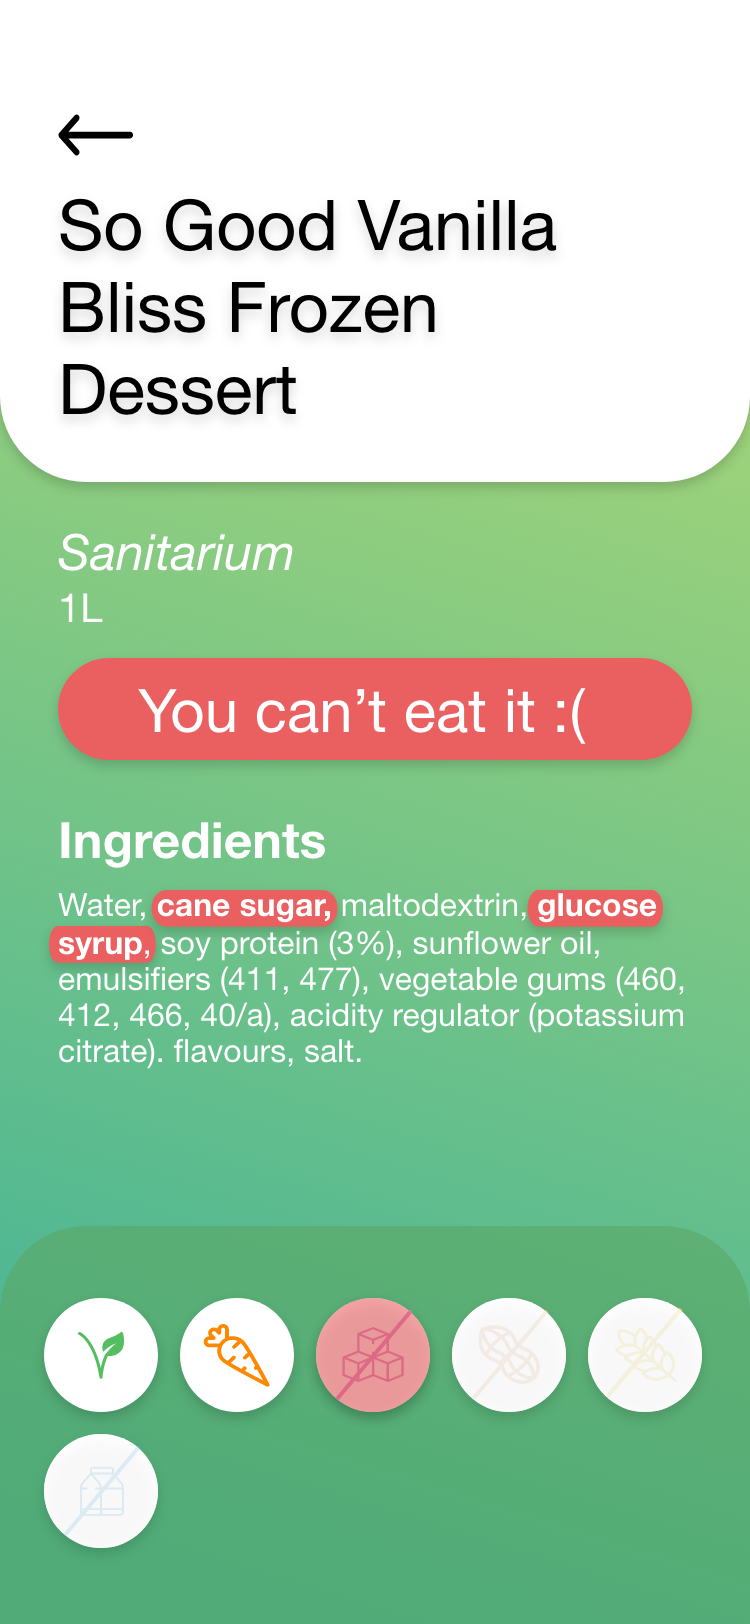 So Good Vanilla
Bliss Frozen
Dessert
Sanitarium
1L
You can’t eat it :(
Ingredients
Water, cane sugar, maltodextrin, glucose
syrup, soy protein (3%), sunflower oil,
emulsifiers (411, 477), vegetable gums (460,
412, 466, 40/a), acidity regulator (potassium
citrate). flavours, salt.